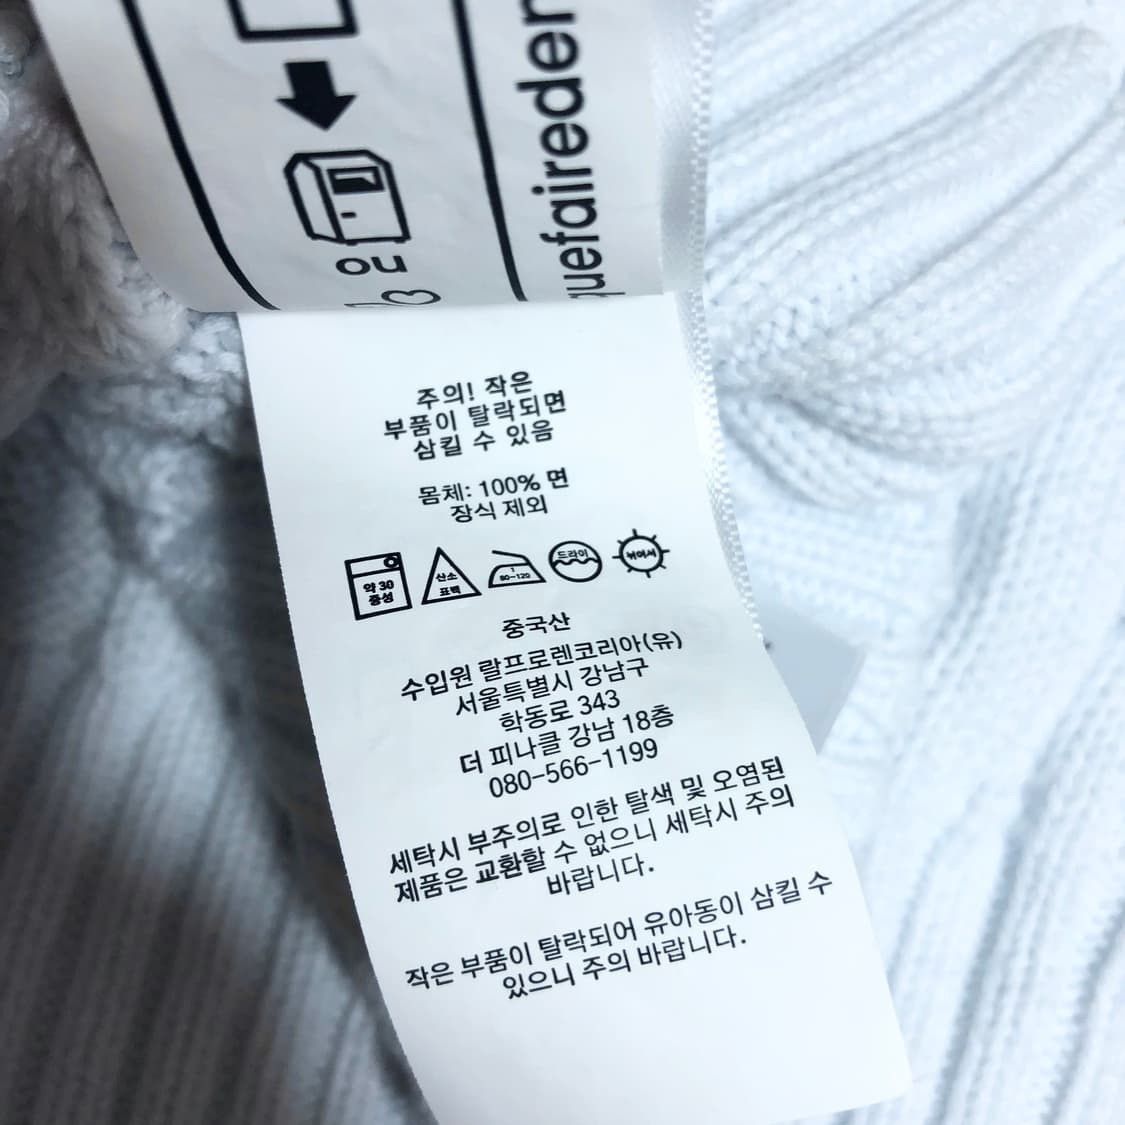 quefaireden
ou
주의! 작은
부품이 탈락되면
삼킬 수 있음
몸체: 100% 면
장식 제외
약 30
중성
산소
표백
1
80-120
드라이
뉘어서
중국산
수입원 랄프로렌코리아(유)
서울특별시 강남구
학동로 343
더 피나클 강남 18층
080-566-1199
세탁시 부주의로 인한 탈색 및 오염된
제품은 교환할 수 없으니 세탁시 주의
바랍니다.
작은 부품이 탈락되어 유아동이 삼킬 수
있으니 주의 바랍니다.